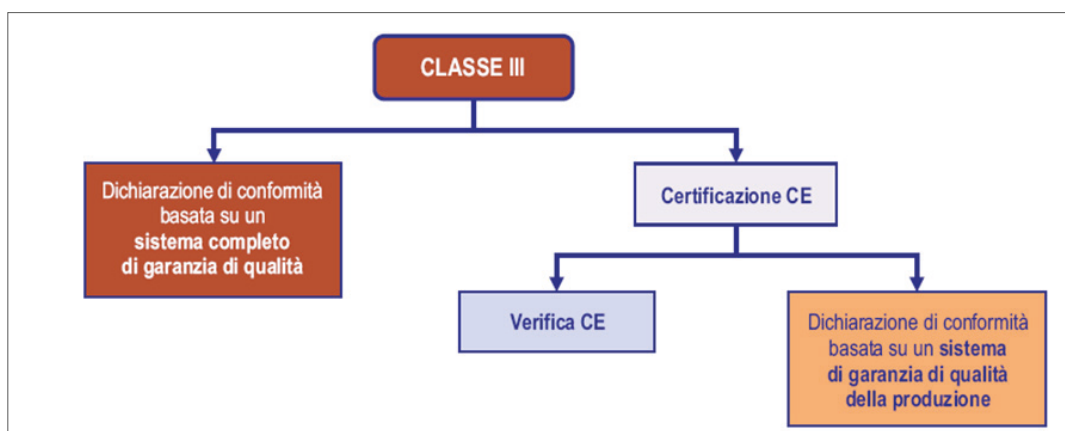 CLASSE III
Dichiarazione di conformità
basata su un
sistema completo
di garanzia di qualità
Certificazione CE
Verifica CE
Dichiarazione di conformità
basata su un sistema
di garanzia di qualità
della produzione